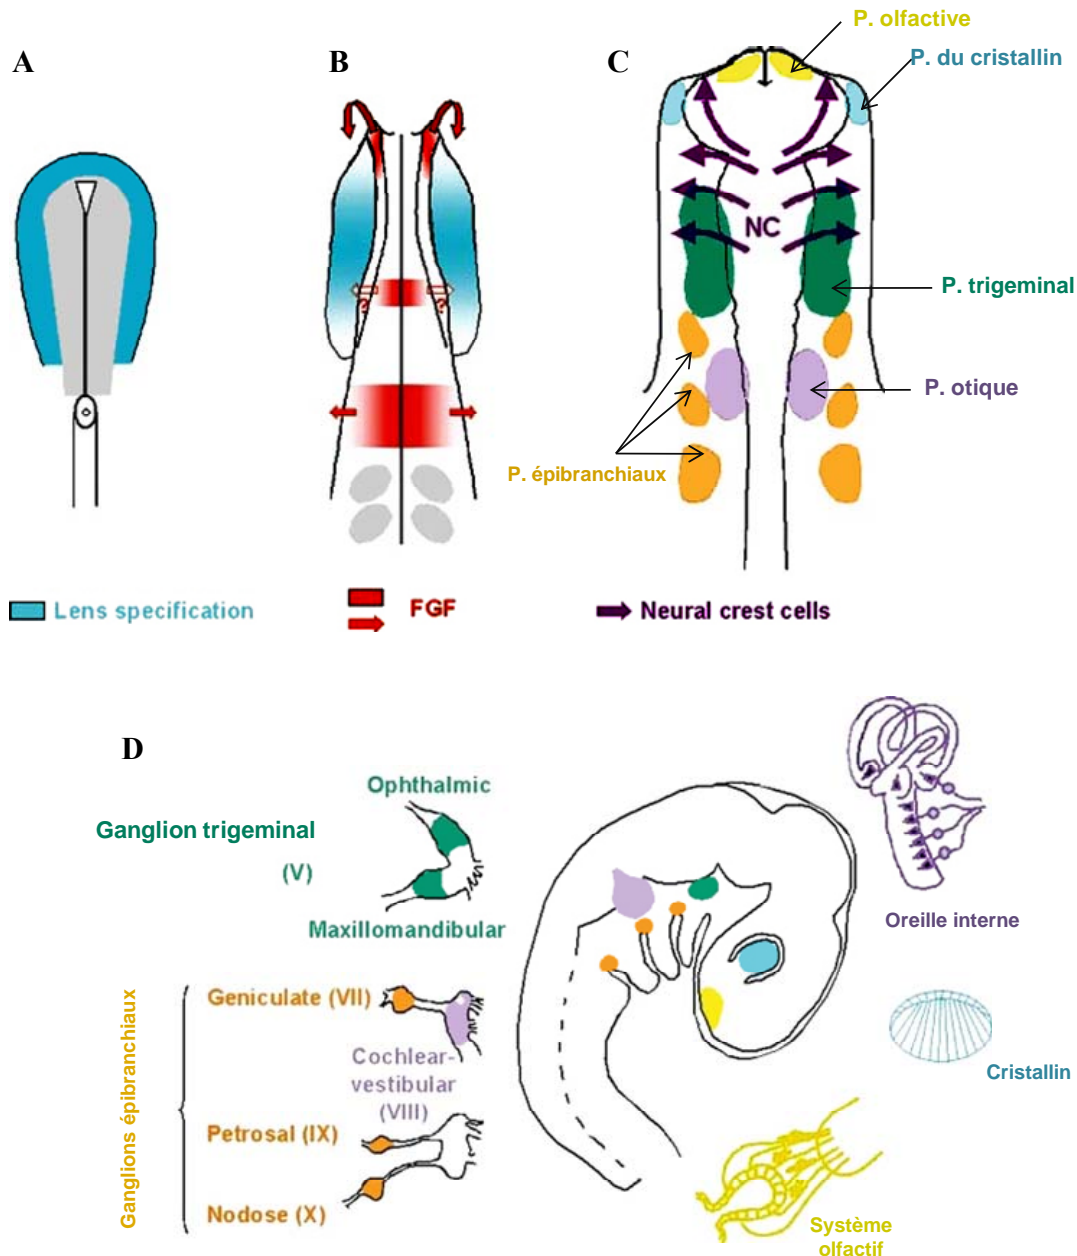 A
B
C
P. olfactive
P. du cristallin
NC
P. trigeminal
P. otique
P. épibranchiaux
? ?
Lens specification
FGF
Neural crest cells
D
Ophthalmic
Ganglion trigeminal
(V)
Maxillomandibular
Oreille interne
Ganglions épibranchiaux
Geniculate (VII)
Cochlear-
vestibular
(VIII)
Petrosal (IX)
Nodose (X)
Cristallin
Système
olfactif